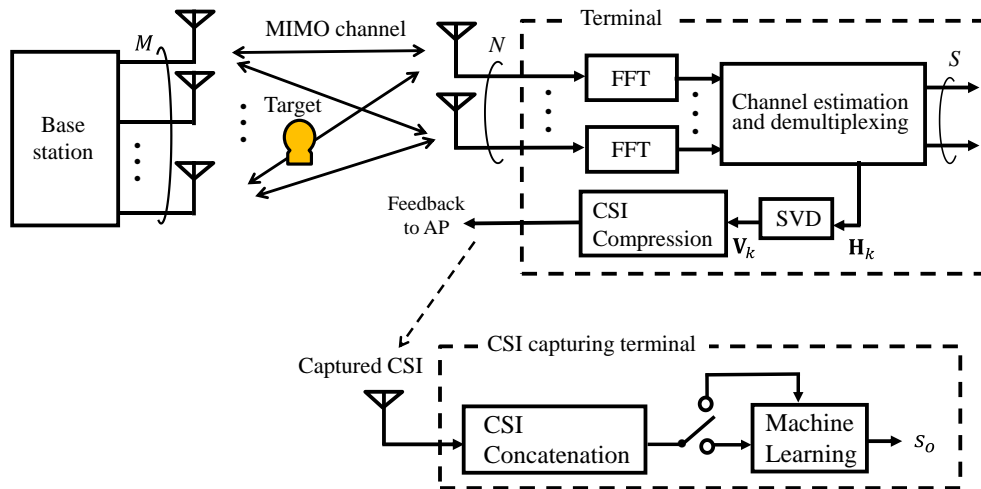 Terminal
M
MIMO channel
N
S
FFT
Target
Channel estimation
and demultiplexing
Base
station
FFT
Feedback
to AP
CSI
Compression
SVD
V_k
H_k
Captured CSI
CSI capturing terminal
CSI
Concatenation
Machine
Learning
s_o